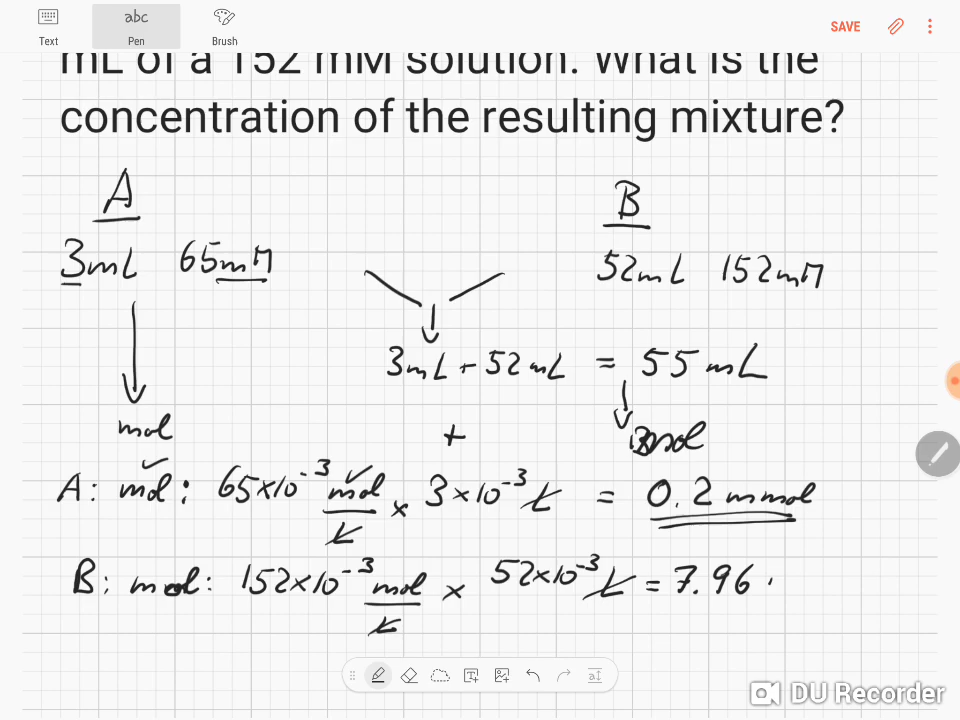 abc
Text Pen Brush SAVE
mL of a 152 mM solution. What is the
concentration of the resulting mixture?
A B
3mL 65mM 52mL 152mM
3mL + 52mL = 55mL
mol + mol
A: mol: 65×10⁻³ mol/L × 3×10⁻³ L = 0.2 mmol
B: mol: 152×10⁻³ mol/L × 52×10⁻³ L = 7.96
DU Recorder